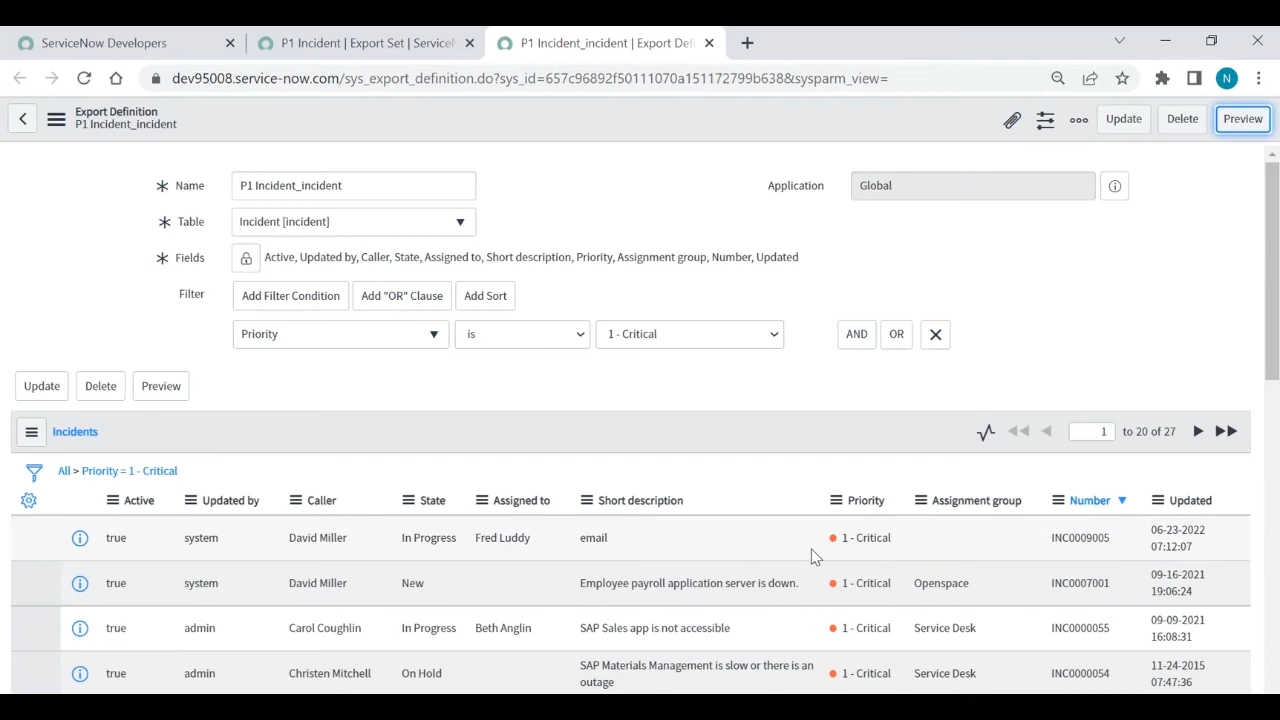 ServiceNow Developers
P1 Incident | Export Set | ServiceN
P1 Incident_incident | Export Defi
dev95008.service-now.com/sys_export_definition.do?sys_id=657c96892f50111070a151172799b638&sysparm_view=
N
Export Definition
P1 Incident_incident
Update
Delete
Preview
Name
P1 Incident_incident
Application
Global
Table
Incident [incident]
Fields
Active, Updated by, Caller, State, Assigned to, Short description, Priority, Assignment group, Number, Updated
Filter
Add Filter Condition
Add "OR" Clause
Add Sort
Priority
is
1 - Critical
AND
OR
Update
Delete
Preview
Incidents
1 to 20 of 27
All > Priority = 1 - Critical
Active Updated by Caller State Assigned to Short description Priority Assignment group Number Updated
true system David Miller In Progress Fred Luddy email 1 - Critical INC0009005 06-23-2022
07:12:07
true system David Miller New Employee payroll application server is down. 1 - Critical Openspace INC0007001 09-16-2021
19:06:24
true admin Carol Coughlin In Progress Beth Anglin SAP Sales app is not accessible 1 - Critical Service Desk INC0000055 09-09-2021
16:08:31
true admin Christen Mitchell On Hold SAP Materials Management is slow or there is an 1 - Critical Service Desk INC0000054 11-24-2015
outage 07:47:36